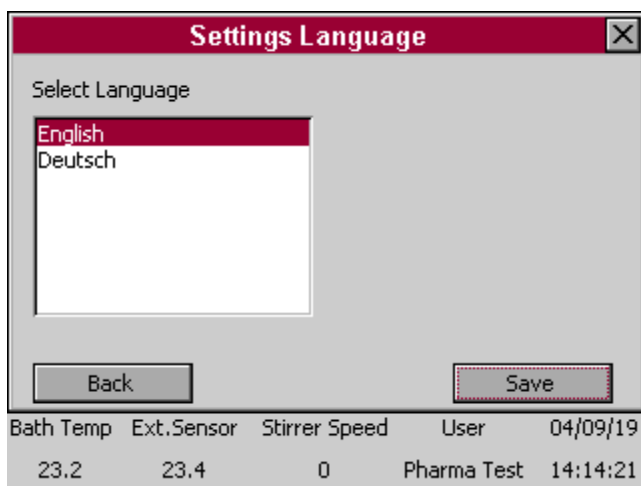 Settings Language
Select Language
English
Deutsch
Back Save
Bath Temp Ext.Sensor Stirrer Speed User 04/09/19
23.2 23.4 0 Pharma Test 14:14:21